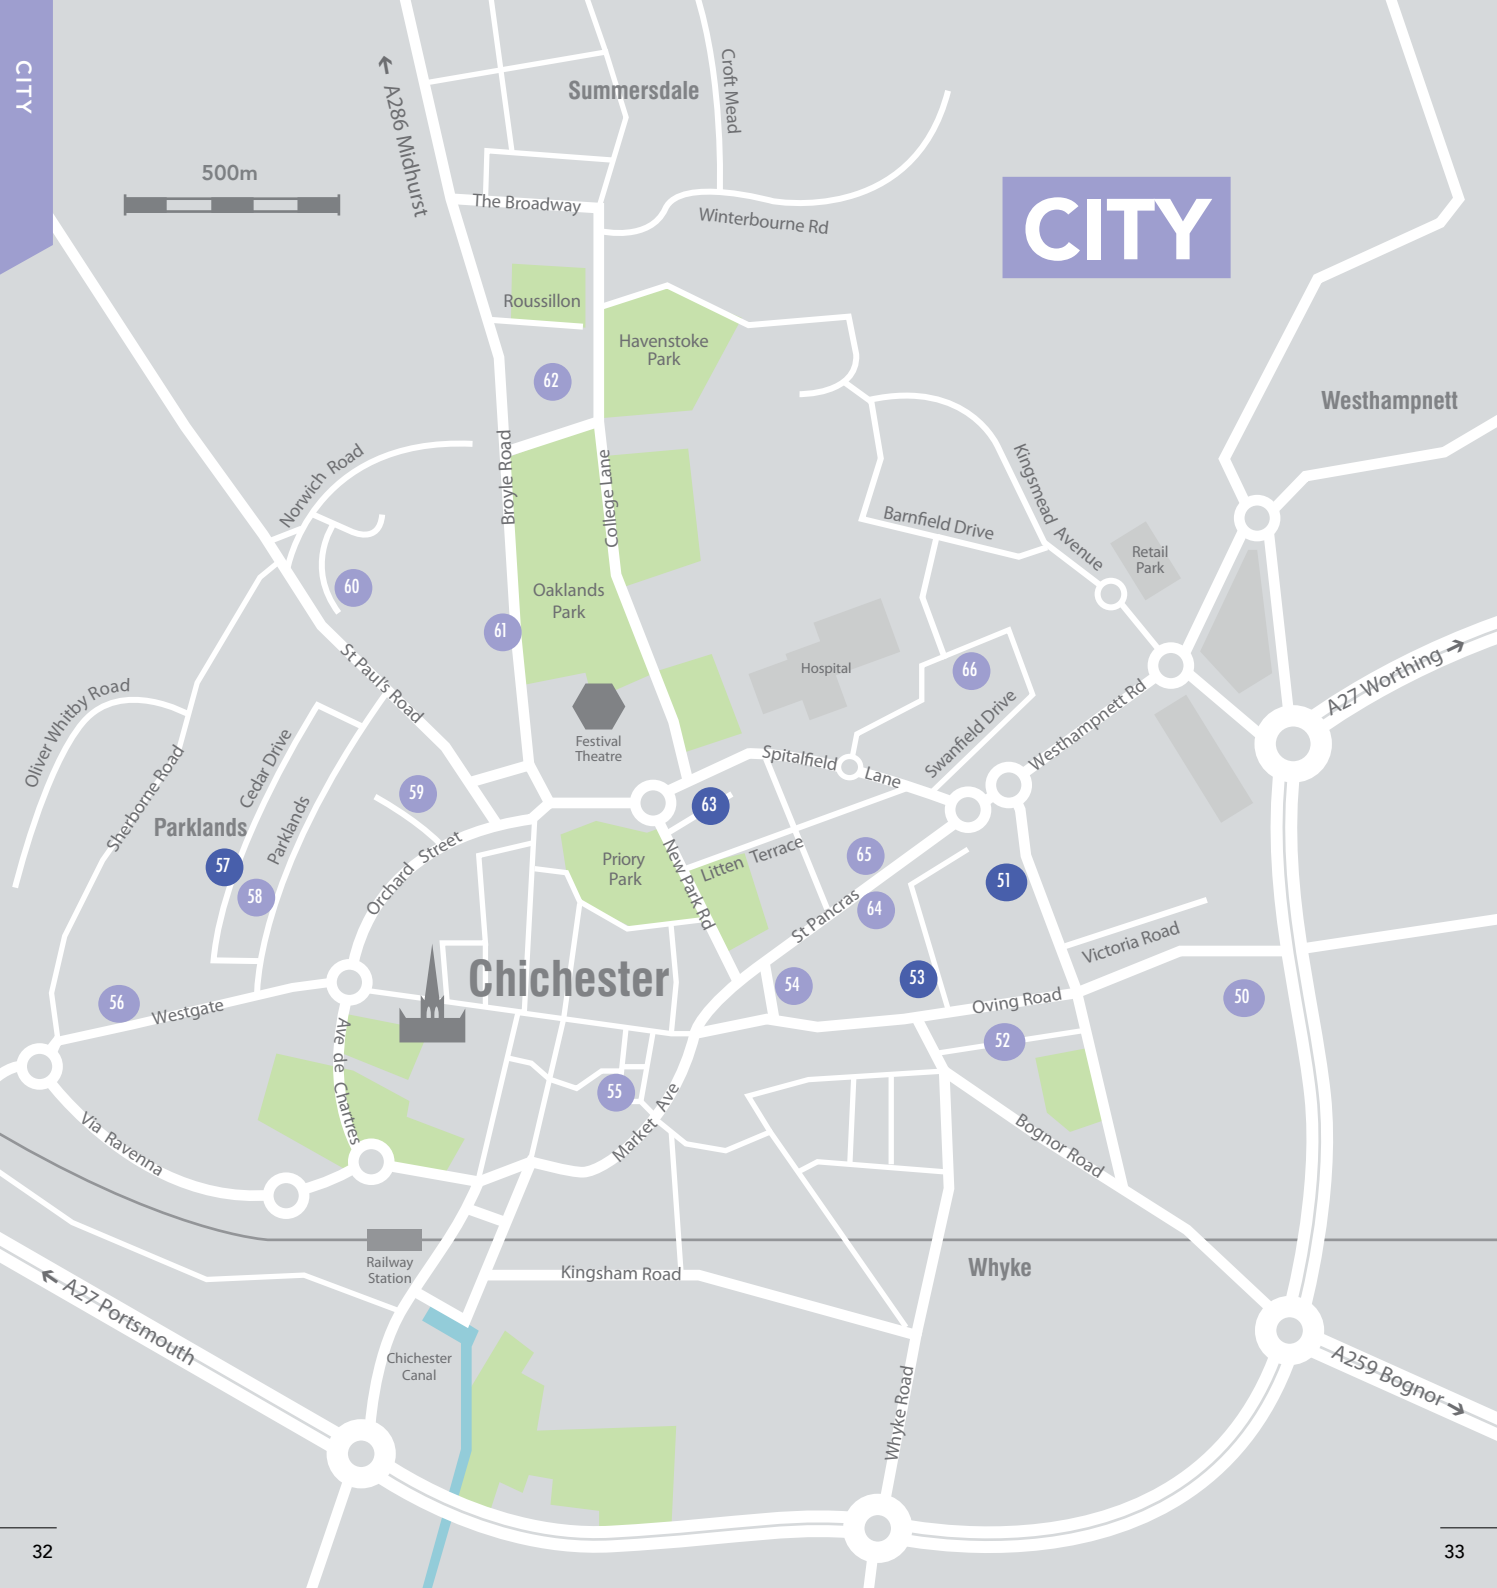 CITY
A286 Midhurst
Summersdale
Croft Mead
500m
The Broadway
Winterbourne Rd
CITY
Roussillon
Havenstoke
Park
62
Westhampnett
Norwich Road
Broyle Road
College Lane
Kingsmead Avenue
Barnfield Drive
Retail
Park
60
Oaklands
Park
61
St Paul's Road
Hospital
66
Oliver Whitby Road
Westhampnett Rd
A27 Worthing
Swanfield Drive
Festival
Theatre
Spitalfield Lane
Cedar Drive
Sherborne Road
59
63
Parklands
Parklands
Orchard Street
Priory
Park
New Park Rd
Litten Terrace
65
57
58
51
64
St Pancras
Victoria Road
Chichester
54
53
50
56
Westgate
Oving Road
Ave de Chartres
52
55
Market Ave
Via Ravenna
Bognor Road
Railway
Station
Kingsham Road
Whyke
A27 Portsmouth
Chichester
Canal
Whyke Road
A259 Bognor
32
33